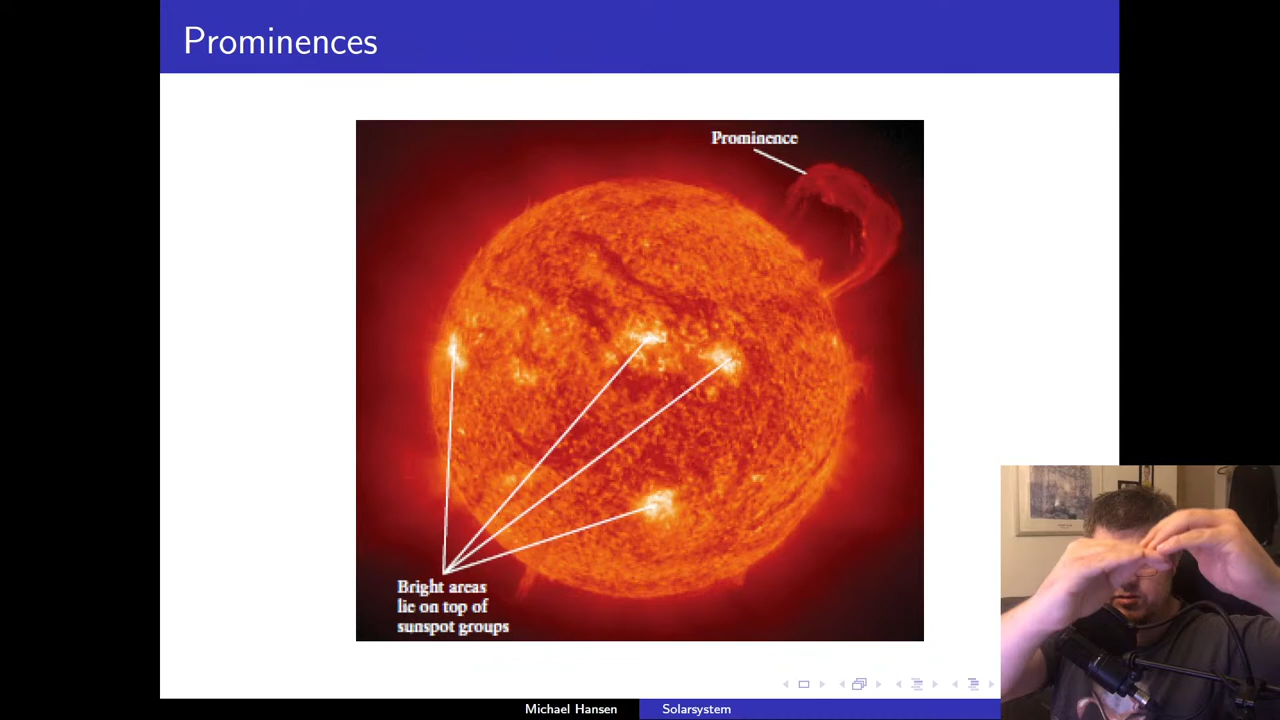 Prominences
Prominence
Bright areas
lie on top of
sunspot groups
Michael Hansen
Solarsystem